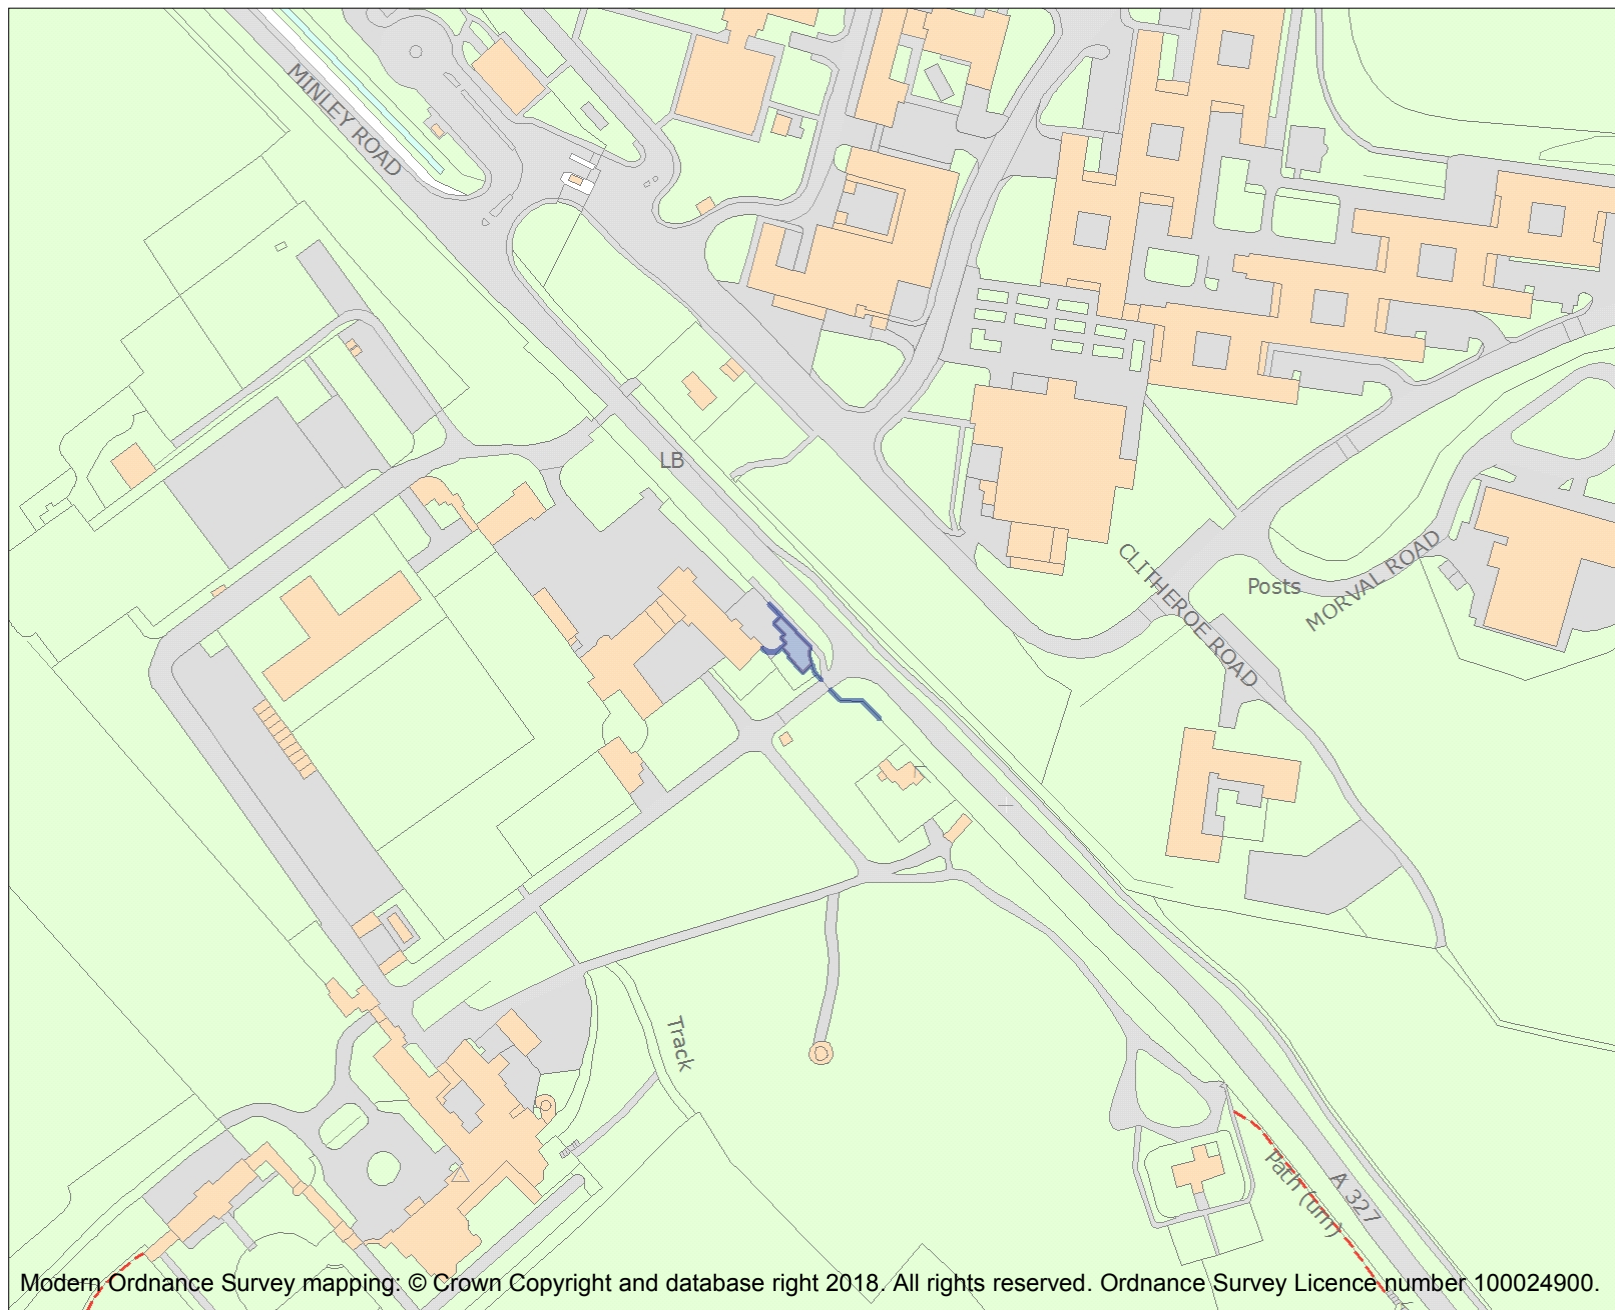 MINLEY ROAD
LB
CLITHEROE ROAD
Posts
MORVAL ROAD
Track
Path (um)
A 327
Modern Ordnance Survey mapping: © Crown Copyright and database right 2018. All rights reserved. Ordnance Survey Licence number 100024900.